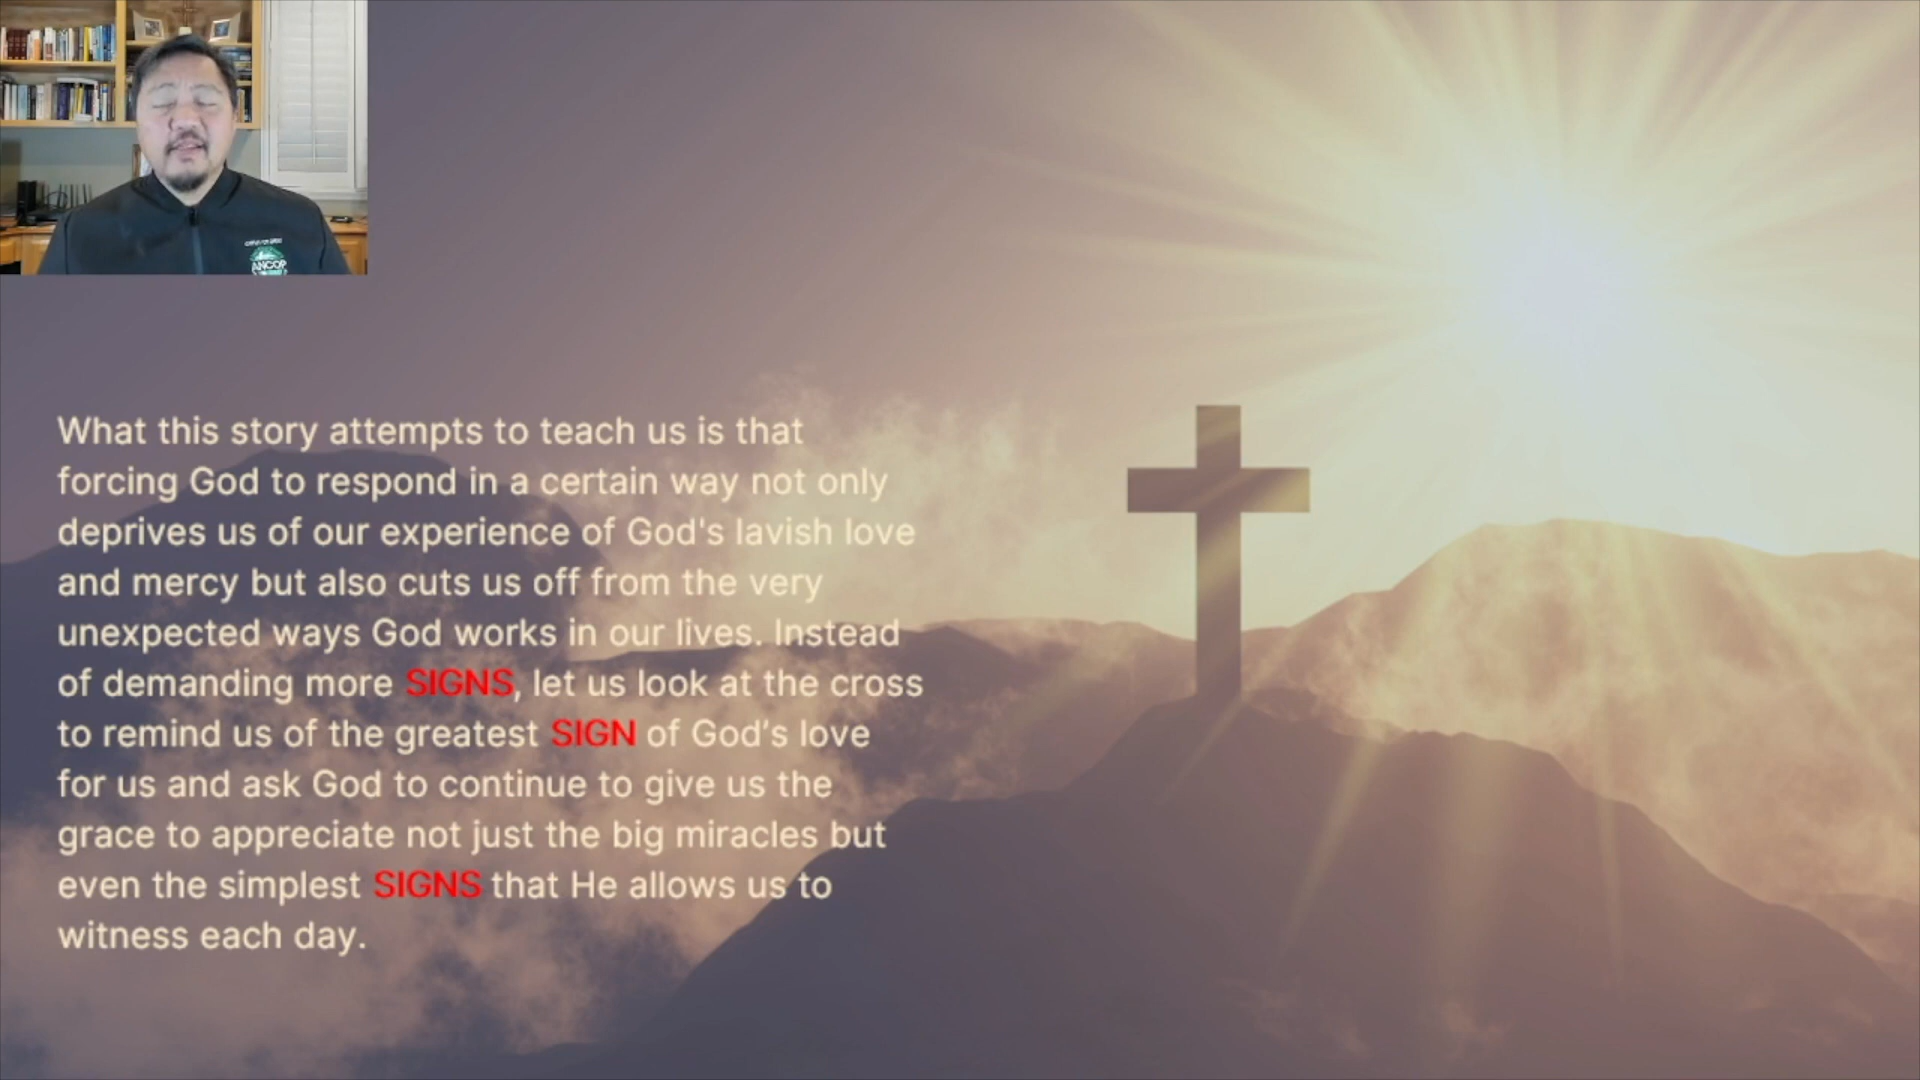 ANCOP
What this story attempts to teach us is that
forcing God to respond in a certain way not only
deprives us of our experience of God's lavish love
and mercy but also cuts us off from the very
unexpected ways God works in our lives. Instead
of demanding more SIGNS, let us look at the cross
to remind us of the greatest SIGN of God’s love
for us and ask God to continue to give us the
grace to appreciate not just the big miracles but
even the simplest SIGNS that He allows us to
witness each day.